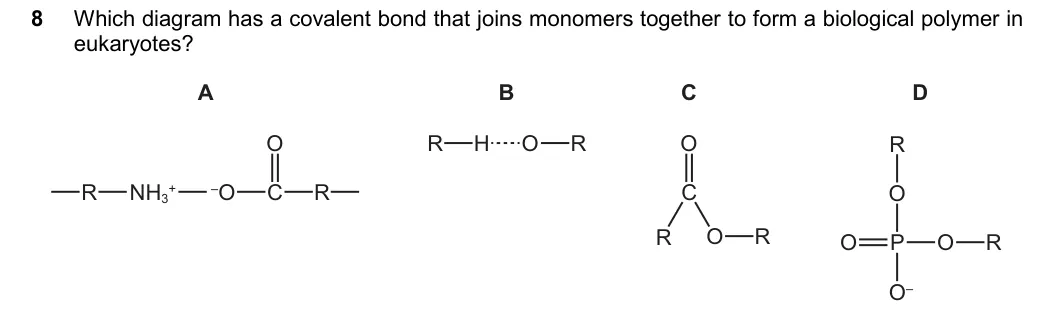 8 Which diagram has a covalent bond that joins monomers together to form a biological polymer in
eukaryotes?
A B C D
O
—R—NH₃⁺—⁻O—C—R—
R—H·····O—R
O
C
R O—R
R
O
O=P—O—R
O⁻